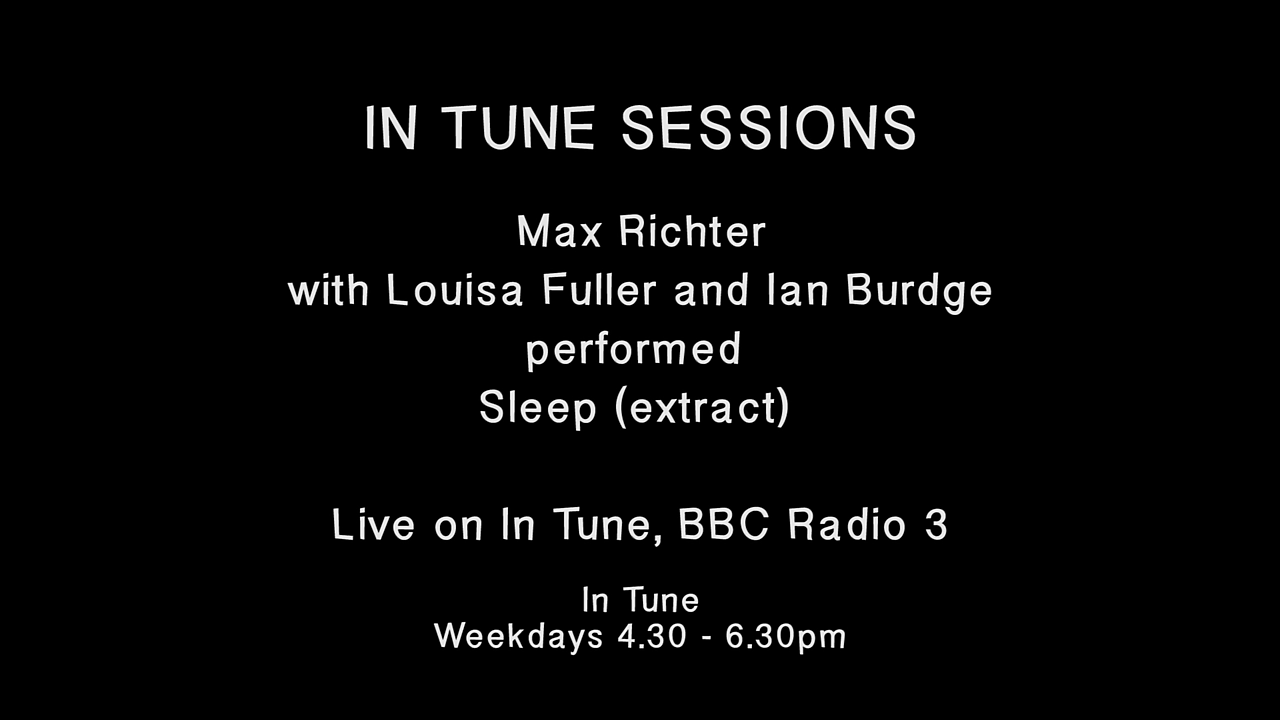 IN TUNE SESSIONS
Max Richter
with Louisa Fuller and Ian Burdge
performed
Sleep (extract)
Live on In Tune, BBC Radio 3
In Tune
Weekdays 4.30 - 6.30pm